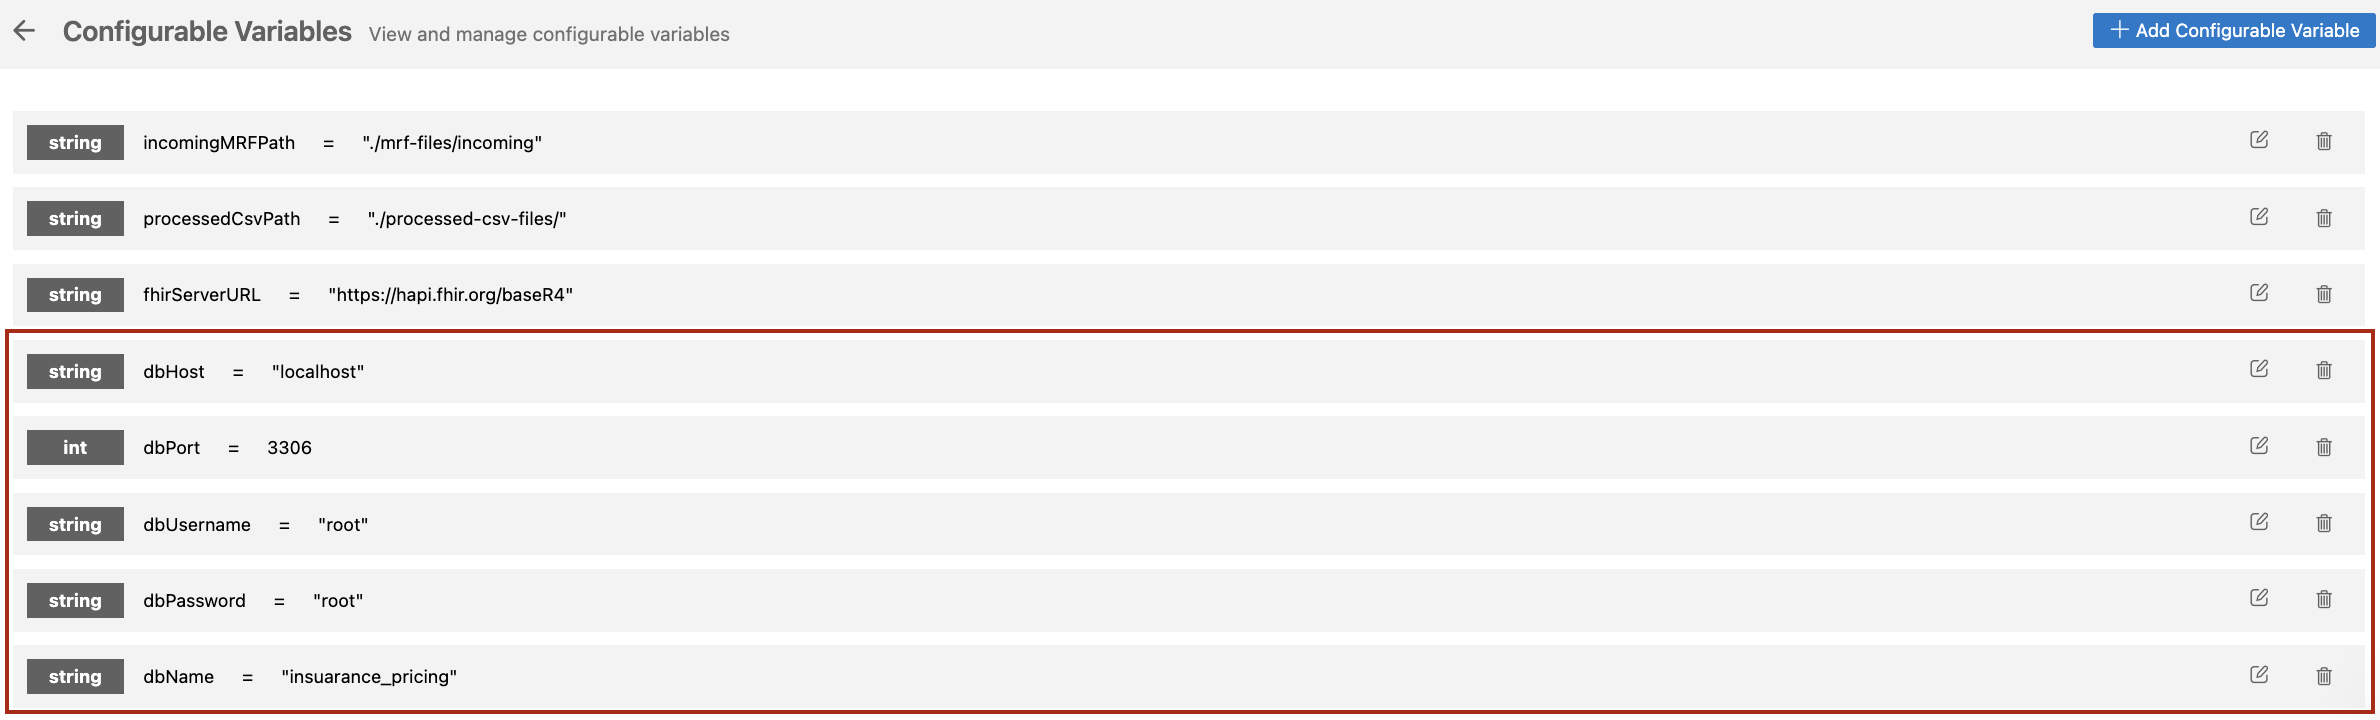 Configurable Variables View and manage configurable variables
+ Add Configurable Variable
string incomingMRFPath = "./mrf-files/incoming"
string processedCsvPath = "./processed-csv-files/"
string fhirServerURL = "https://hapi.fhir.org/baseR4"
string dbHost = "localhost"
int dbPort = 3306
string dbUsername = "root"
string dbPassword = "root"
string dbName = "insuarance_pricing"